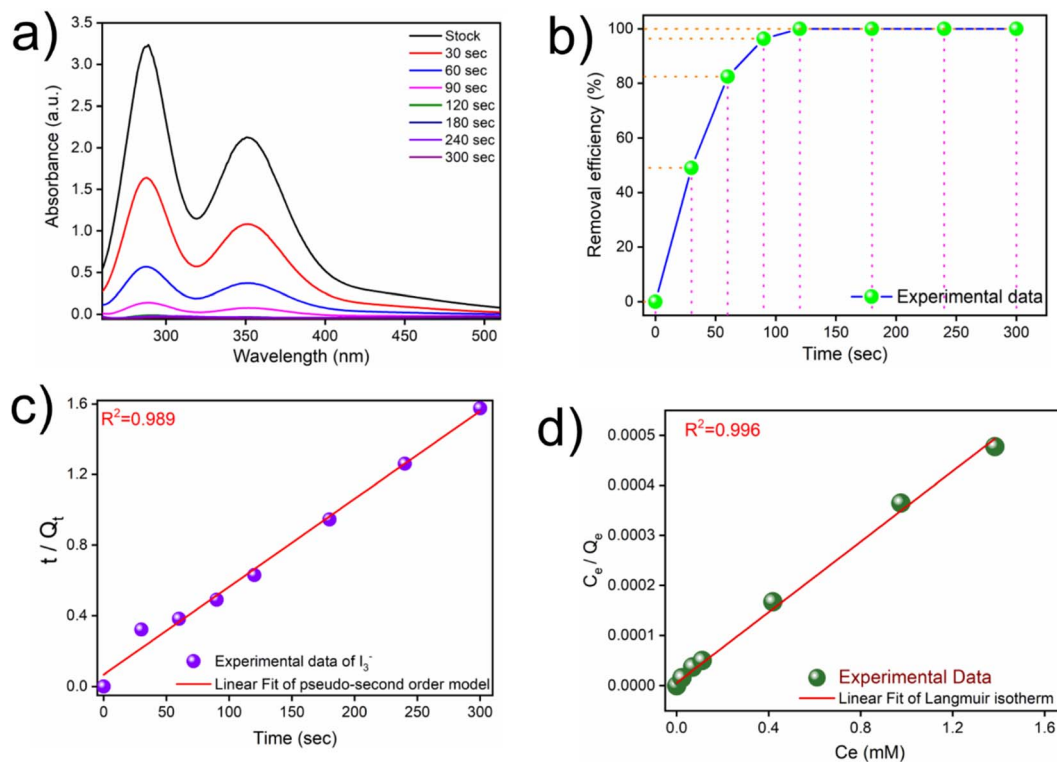 a)
3.5
3.0
2.5
2.0
1.5
1.0
0.5
0.0
Absorbance (a.u.)
300 350 400 450 500
Wavelength (nm)
Stock
30 sec
60 sec
90 sec
120 sec
180 sec
240 sec
300 sec
b)
100
80
60
40
20
0
Removal efficiency (%)
0 50 100 150 200 250 300
Time (sec)
Experimental data
c)
R²=0.989
1.6
1.2
0.8
0.4
0.0
t / Qₜ
0 50 100 150 200 250 300
Time (sec)
Experimental data of I₃⁻
Linear Fit of pseudo-second order model
d)
R²=0.996
0.0005
0.0004
0.0003
0.0002
0.0001
0.0000
Cₑ / Qₑ
0.0 0.4 0.8 1.2 1.6
Ce (mM)
Experimental Data
Linear Fit of Langmuir isotherm